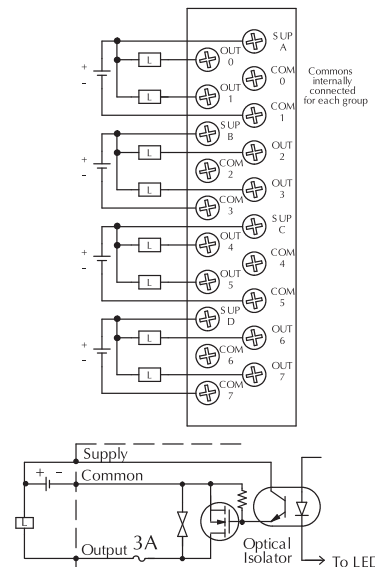 SUP
A
OUT
0
COM
0
Commons
internally
connected
for each group
+
-
L
L
OUT
1
COM
1
SUP
B
OUT
2
+
-
L
L
COM
2
OUT
3
COM
3
SUP
C
OUT
4
COM
4
+
-
L
L
OUT
5
COM
5
SUP
D
OUT
6
+
-
L
L
COM
6
OUT
7
COM
7
Supply
+ -
Common
L
Output 3A
Optical
Isolator
To LED